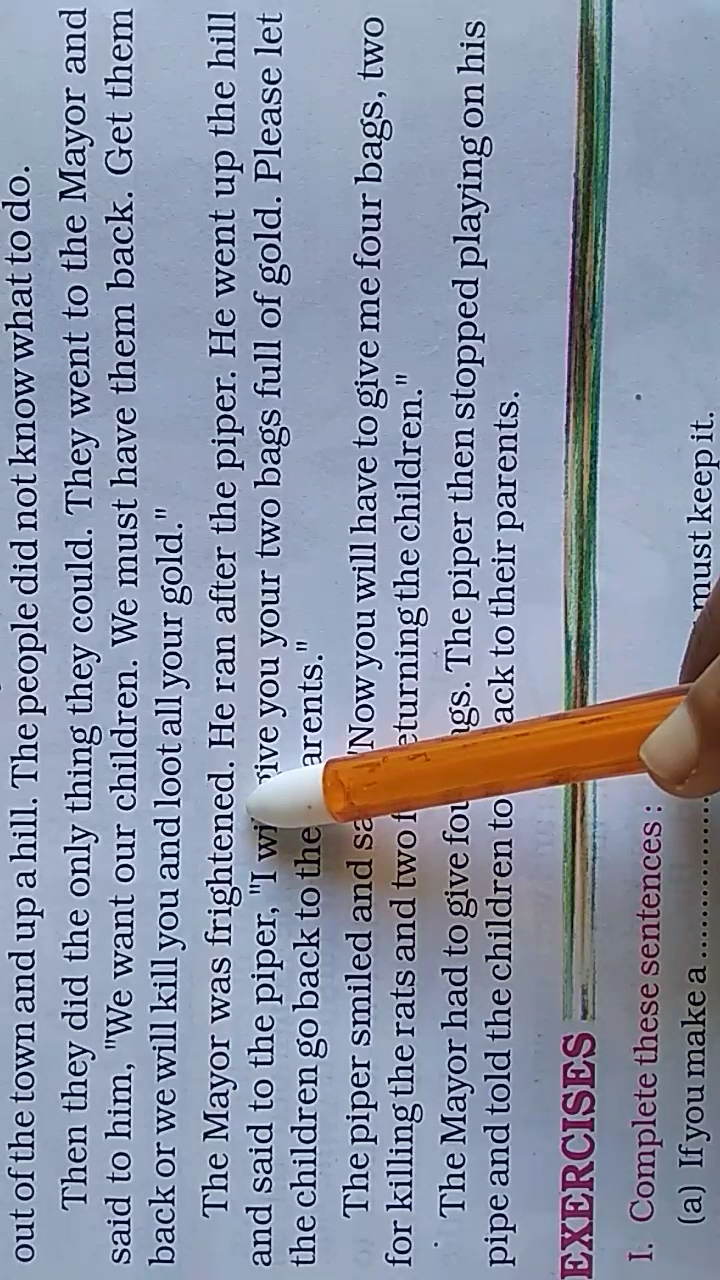 out of the town and up a hill. The people did not know what to do.
Then they did the only thing they could. They went to the Mayor and
said to him, "We want our children. We must have them back. Get them
back or we will kill you and loot all your gold."
The Mayor was frightened. He ran after the piper. He went up the hill
and said to the piper, "I you your two bags full of gold. Please let
the children go back to the
The piper smiled and Now you will have to give me four bags, two
for killing the rats and two the children."
The Mayor had to give The piper then stopped playing on his
pipe and told the children to to their parents.
EXERCISES
I. Complete these sentences :
(a) If you make a .................... must keep it.